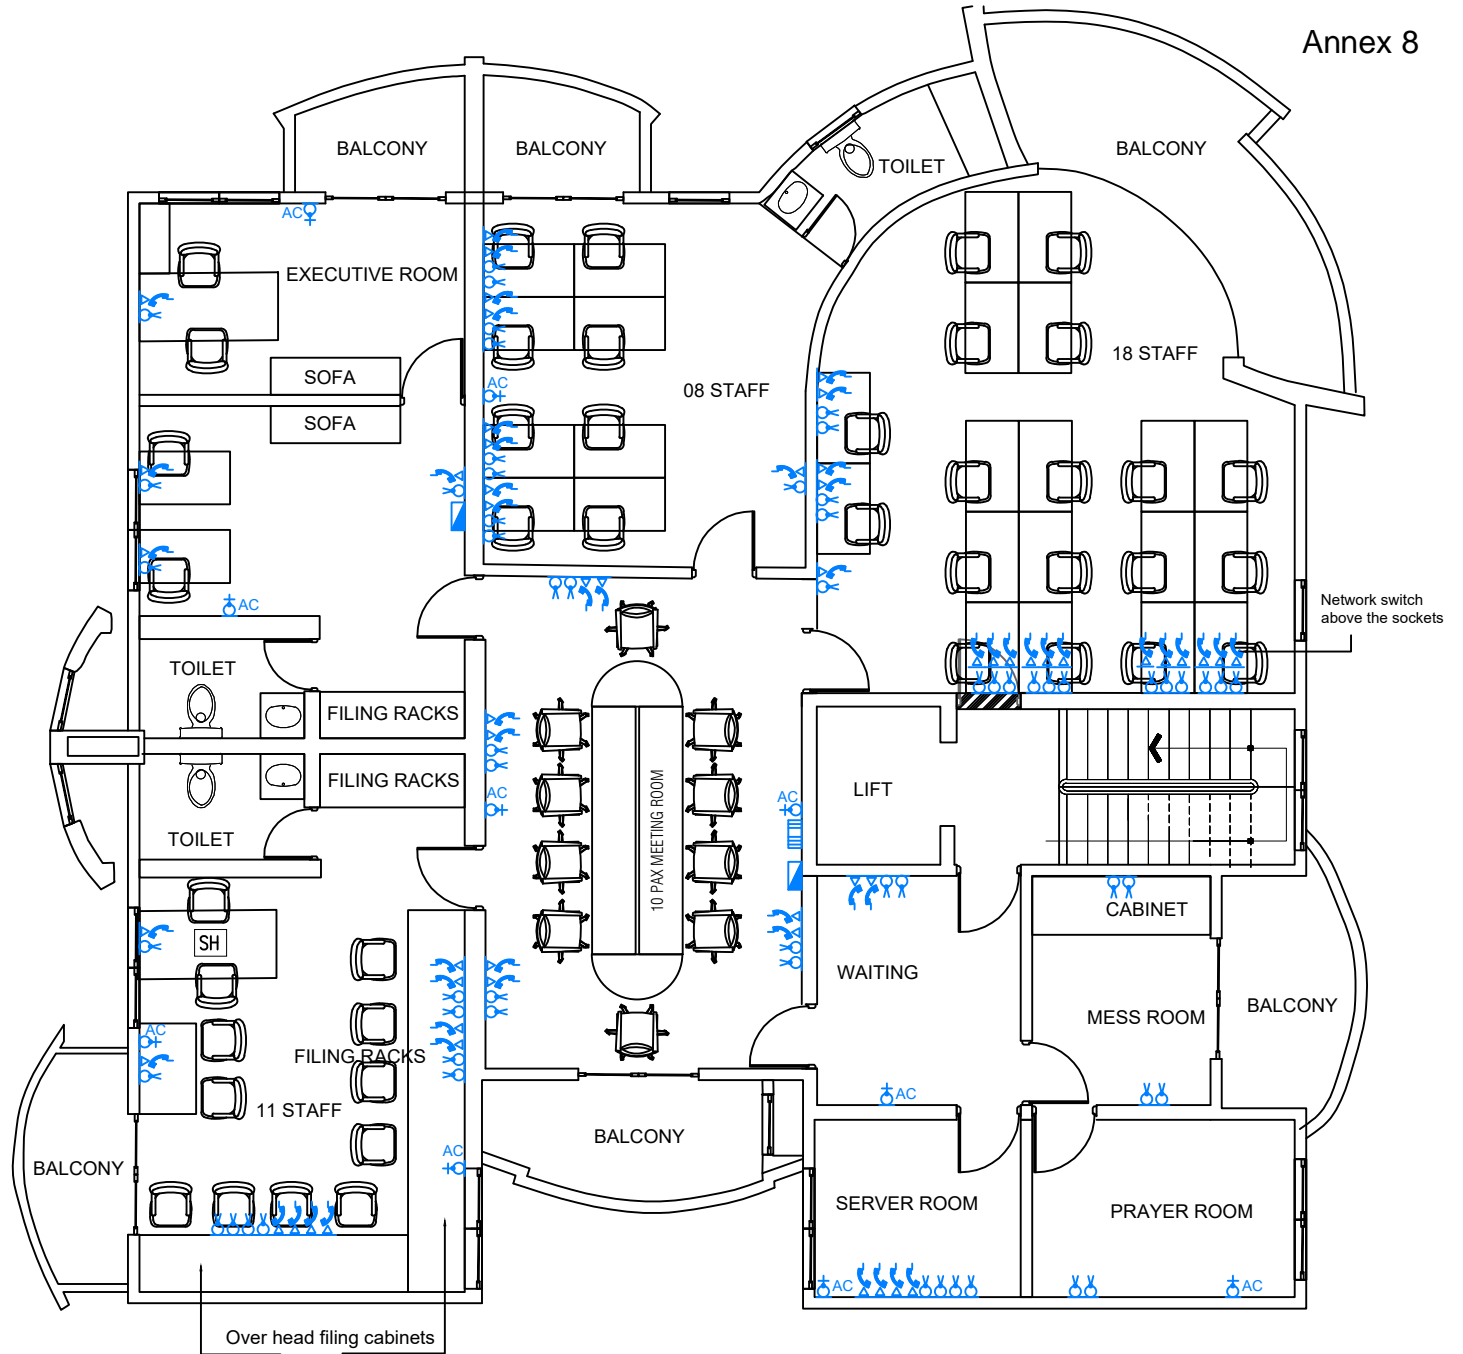 Annex 8
BALCONY
BALCONY
BALCONY
TOILET
AC
EXECUTIVE ROOM
18 STAFF
SOFA
AC
08 STAFF
SOFA
AC
Network switch
above the sockets
TOILET
FILING RACKS
FILING RACKS
LIFT
AC
AC
10 PAX MEETING ROOM
TOILET
CABINET
SH
WAITING
BALCONY
MESS ROOM
AC
FILING RACKS
AC
11 STAFF
BALCONY
AC
BALCONY
SERVER ROOM
PRAYER ROOM
AC
AC
Over head filing cabinets